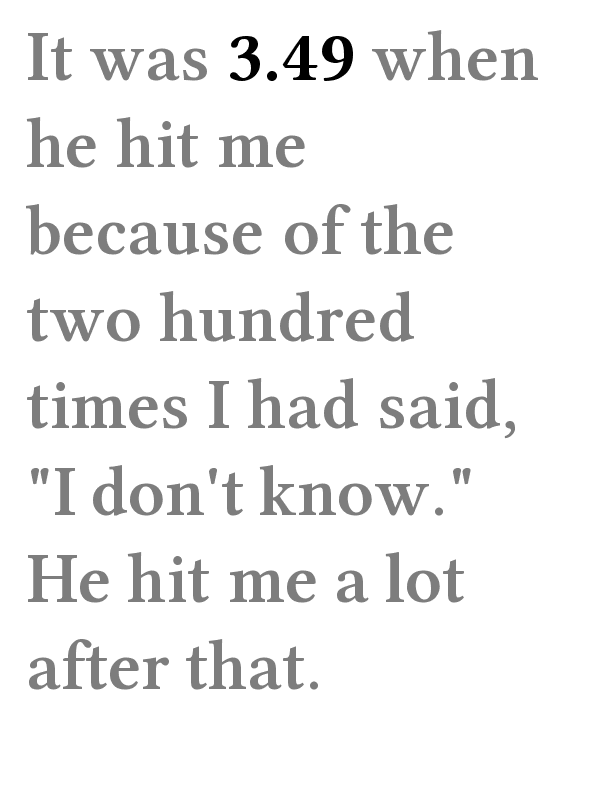 It was 3.49 when
he hit me
because of the
two hundred
times I had said,
"I don't know."
He hit me a lot
after that.